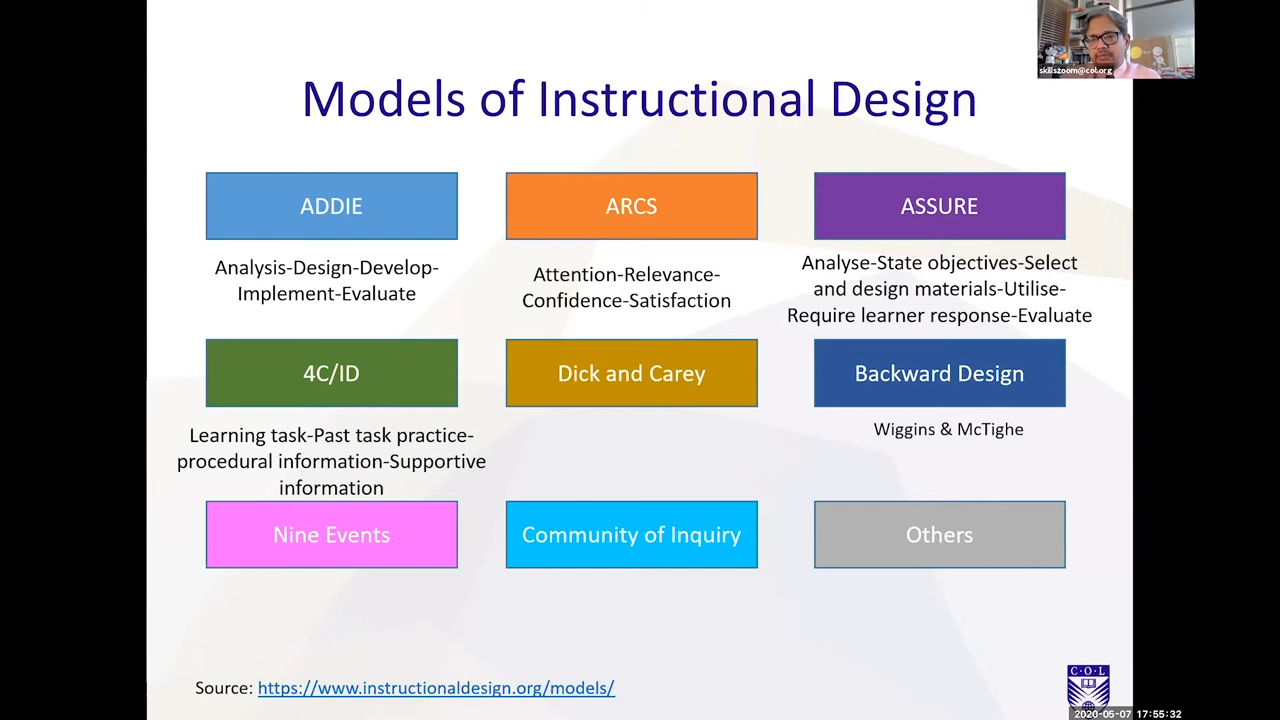 skillszoom@col.org
Models of Instructional Design
ADDIE
ARCS
ASSURE
Analysis-Design-Develop-
Implement-Evaluate
Attention-Relevance-
Confidence-Satisfaction
Analyse-State objectives-Select
and design materials-Utilise-
Require learner response-Evaluate
4C/ID
Dick and Carey
Backward Design
Learning task-Past task practice-
procedural information-Supportive
information
Wiggins & McTighe
Nine Events
Community of Inquiry
Others
Source: https://www.instructionaldesign.org/models/
C·O·L
2020-05-07 17:55:32